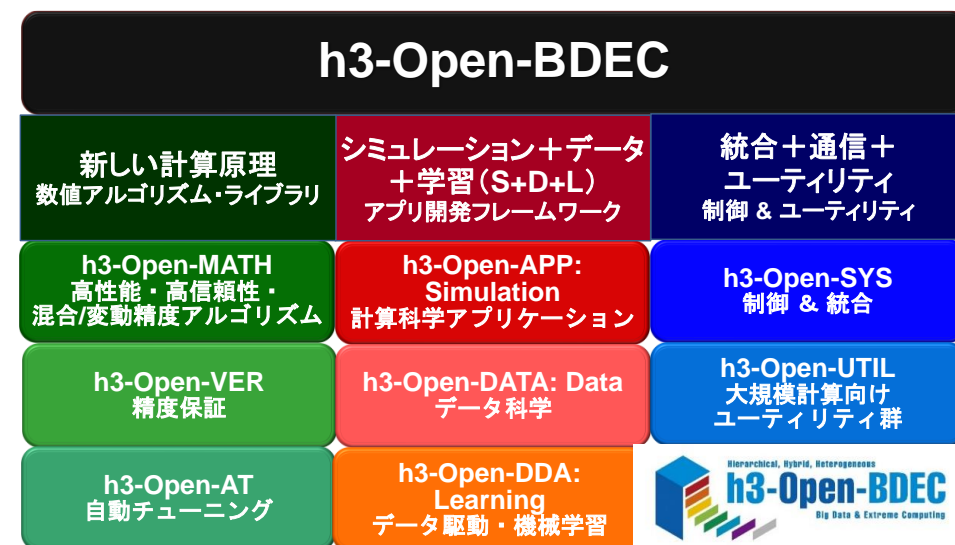 h3-Open-BDEC
新しい計算原理
数値アルゴリズム・ライブラリ
シミュレーション＋データ
＋学習（S+D+L）
アプリ開発フレームワーク
統合＋通信＋
ユーティリティ
制御 & ユーティリティ
h3-Open-MATH
高性能・高信頼性・
混合/変動精度アルゴリズム
h3-Open-APP:
Simulation
計算科学アプリケーション
h3-Open-SYS
制御 & 統合
h3-Open-VER
精度保証
h3-Open-DATA: Data
データ科学
h3-Open-UTIL
大規模計算向け
ユーティリティ群
h3-Open-AT
自動チューニング
h3-Open-DDA:
Learning
データ駆動・機械学習
Hierarchical, Hybrid, Heterogeneous
h3-Open-BDEC
Big Data & Extreme Computing